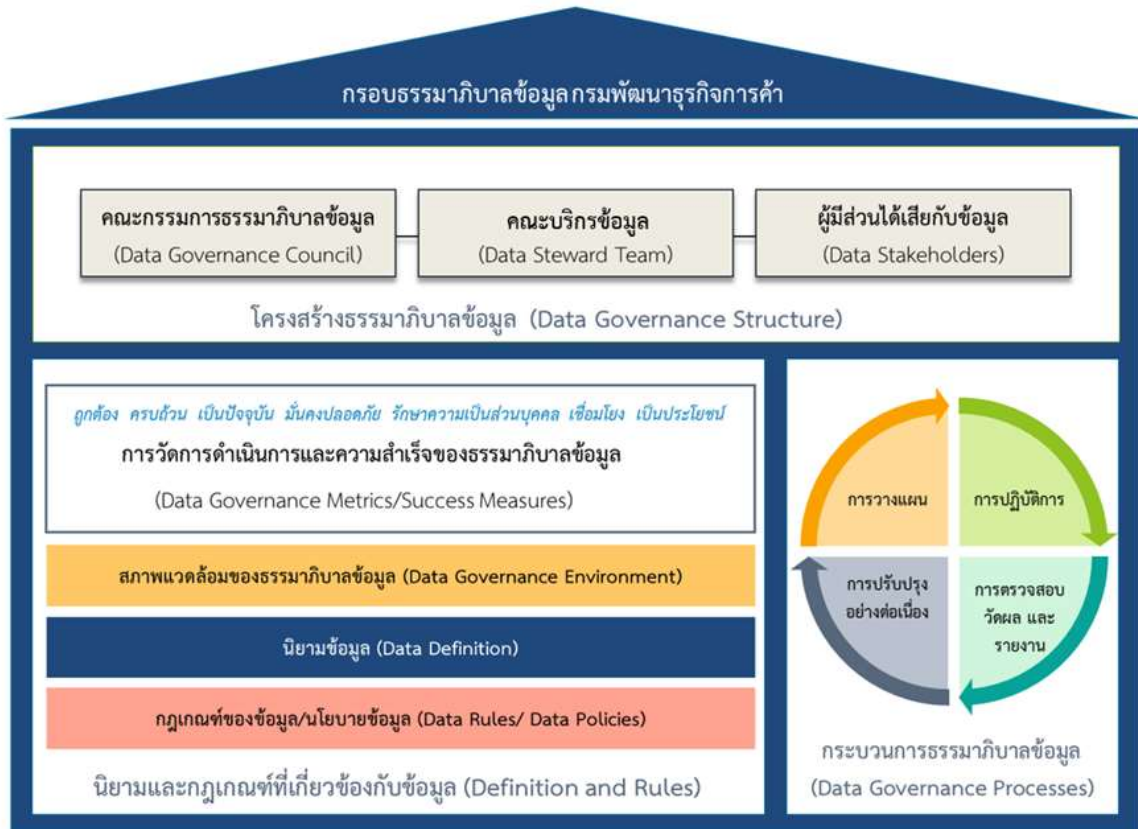 กรอบธรรมาภิบาลข้อมูลกรมพัฒนาธุรกิจการค้า
คณะกรรมการธรรมาภิบาลข้อมูล
(Data Governance Council)
คณะบริกรข้อมูล
(Data Steward Team)
ผู้มีส่วนได้เสียกับข้อมูล
(Data Stakeholders)
โครงสร้างธรรมาภิบาลข้อมูล (Data Governance Structure)
ถูกต้อง ครบถ้วน เป็นปัจจุบัน มั่นคงปลอดภัย รักษาความเป็นส่วนบุคคล เชื่อมโยง เป็นประโยชน์
การวัดการดำเนินการและความสำเร็จของธรรมาภิบาลข้อมูล
(Data Governance Metrics/Success Measures)
สภาพแวดล้อมของธรรมาภิบาลข้อมูล (Data Governance Environment)
นิยามข้อมูล (Data Definition)
กฎเกณฑ์ของข้อมูล/นโยบายข้อมูล (Data Rules/ Data Policies)
นิยามและกฎเกณฑ์ที่เกี่ยวข้องกับข้อมูล (Definition and Rules)
การวางแผน
การปฏิบัติการ
การปรับปรุง
อย่างต่อเนื่อง
การตรวจสอบ
วัดผล และ
รายงาน
กระบวนการธรรมาภิบาลข้อมูล
(Data Governance Processes)